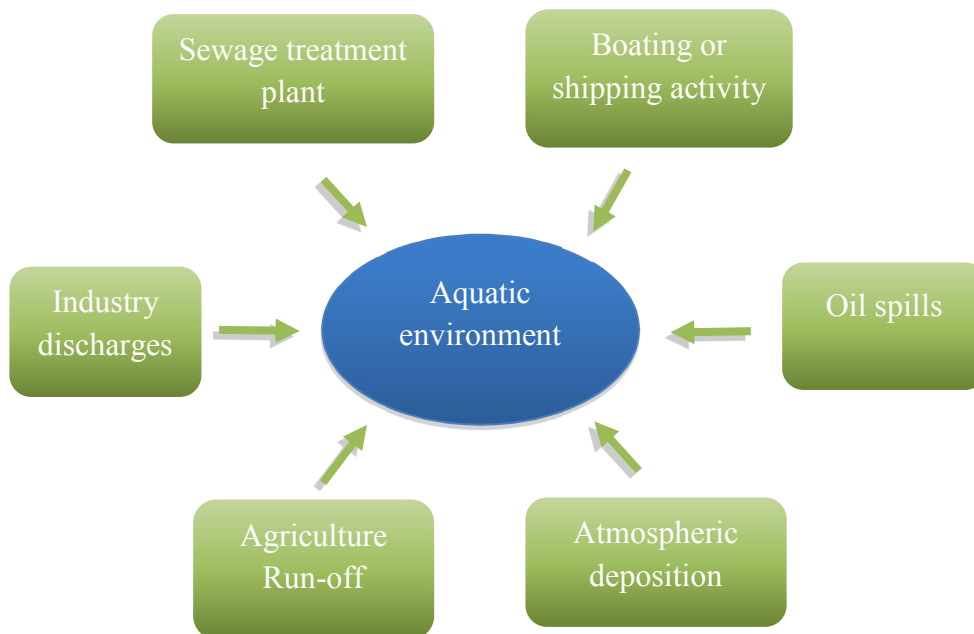 Sewage treatment
plant
Boating or
shipping activity
Industry
discharges
Aquatic
environment
Oil spills
Agriculture
Run-off
Atmospheric
deposition